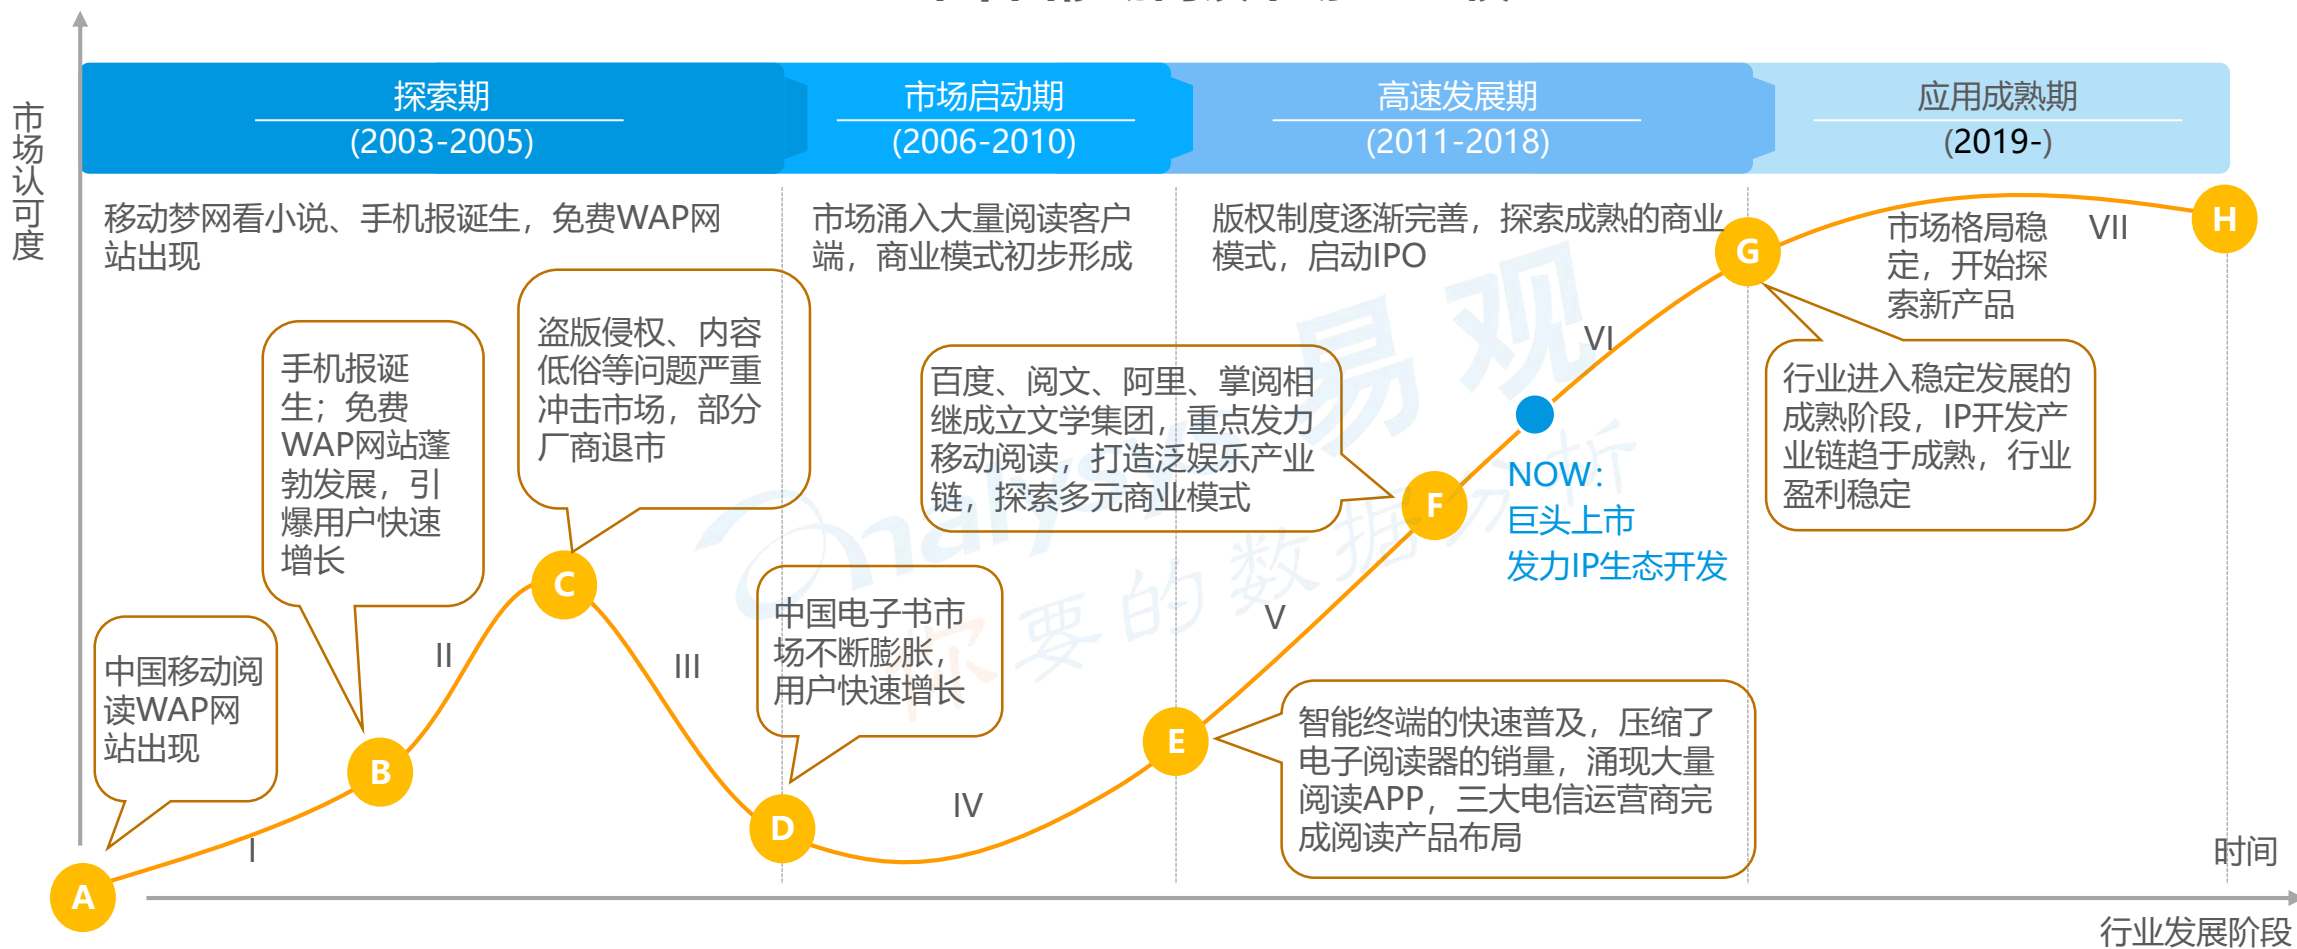 市场认可度
探索期
(2003-2005)
市场启动期
(2006-2010)
高速发展期
(2011-2018)
应用成熟期
(2019-)
移动梦网看小说、手机报诞生，免费WAP网
站出现
市场涌入大量阅读客户
端，商业模式初步形成
版权制度逐渐完善，探索成熟的商业
模式，启动IPO
市场格局稳
定，开始探
索新产品
VII
H
G
盗版侵权、内容
低俗等问题严重
冲击市场，部分
厂商退市
手机报诞
生；免费
WAP网站蓬
勃发展，引
爆用户快速
增长
百度、阅文、阿里、掌阅相
继成立文学集团，重点发力
移动阅读，打造泛娱乐产业
链，探索多元商业模式
VI
行业进入稳定发展的
成熟阶段，IP开发产
业链趋于成熟，行业
盈利稳定
NOW：
巨头上市
发力IP生态开发
F
C
中国电子书市
场不断膨胀，
用户快速增长
V
II
III
中国移动阅
读WAP网
站出现
B
E
智能终端的快速普及，压缩了
电子阅读器的销量，涌现大量
阅读APP，三大电信运营商完
成阅读产品布局
D
IV
I
A
时间
行业发展阶段
nalysys 易观
你要的数据分析